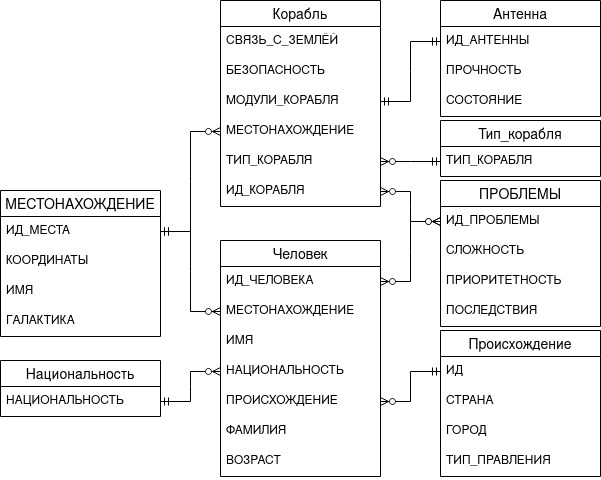 Корабль
СВЯЗЬ_С_ЗЕМЛЁЙ
БЕЗОПАСНОСТЬ
МОДУЛИ_КОРАБЛЯ
МЕСТОНАХОЖДЕНИЕ
ТИП_КОРАБЛЯ
ИД_КОРАБЛЯ
Антенна
ИД_АНТЕННЫ
ПРОЧНОСТЬ
СОСТОЯНИЕ
Тип_корабля
ТИП_КОРАБЛЯ
МЕСТОНАХОЖДЕНИЕ
ИД_МЕСТА
КООРДИНАТЫ
ИМЯ
ГАЛАКТИКА
ПРОБЛЕМЫ
ИД_ПРОБЛЕМЫ
СЛОЖНОСТЬ
ПРИОРИТЕТНОСТЬ
ПОСЛЕДСТВИЯ
Человек
ИД_ЧЕЛОВЕКА
МЕСТОНАХОЖДЕНИЕ
ИМЯ
НАЦИОНАЛЬНОСТЬ
ПРОИСХОЖДЕНИЕ
ФАМИЛИЯ
ВОЗРАСТ
Национальность
НАЦИОНАЛЬНОСТЬ
Происхождение
ИД
СТРАНА
ГОРОД
ТИП_ПРАВЛЕНИЯ